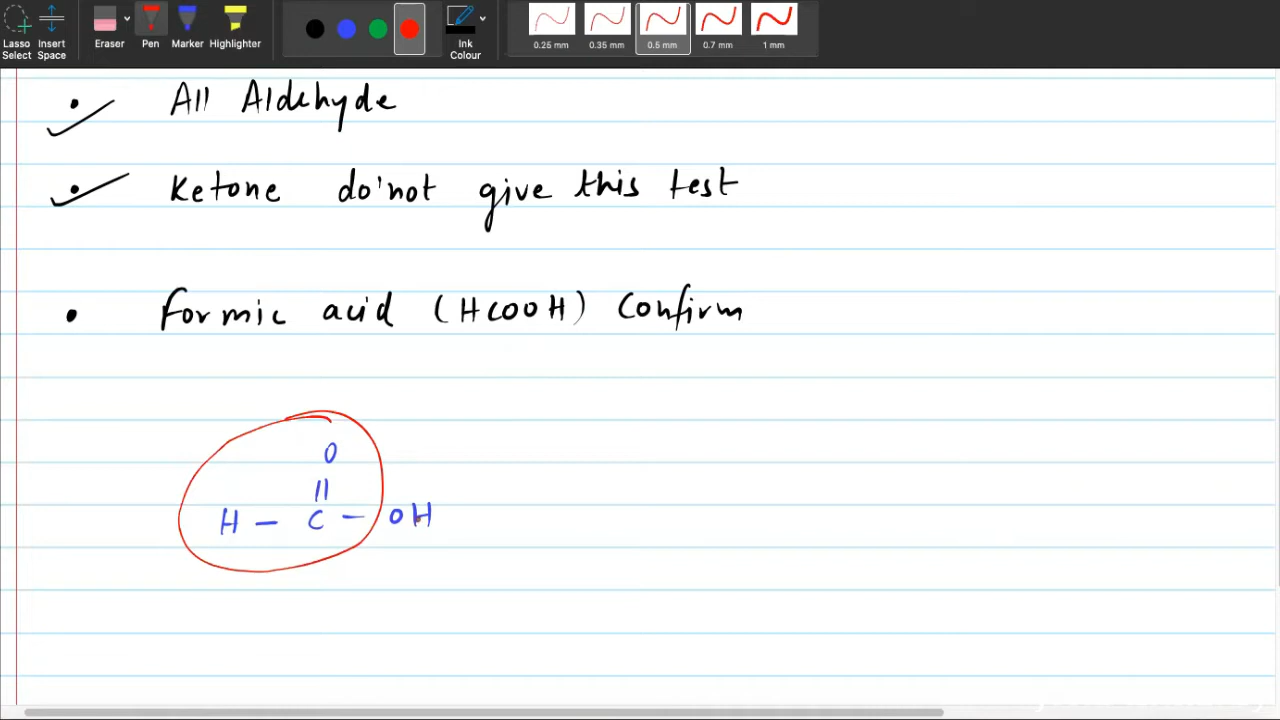 Lasso Select
Insert Space
Eraser
Pen
Marker
Highlighter
Ink Colour
0.25 mm
0.35 mm
0.5 mm
0.7 mm
1 mm
All Aldehyde
Ketone do'not give this test
Formic acid (HCOOH) Confirm
O
||
H - C - OH